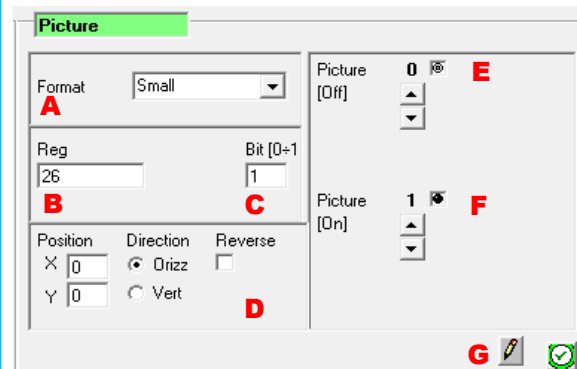 Picture
Format
Small
A
Reg
Bit [0÷1
26
1
B
C
Position
Direction
Reverse
X 0
Orizz
Y 0
Vert
D
Picture 0
[Off]
E
Picture 1
[On]
F
G